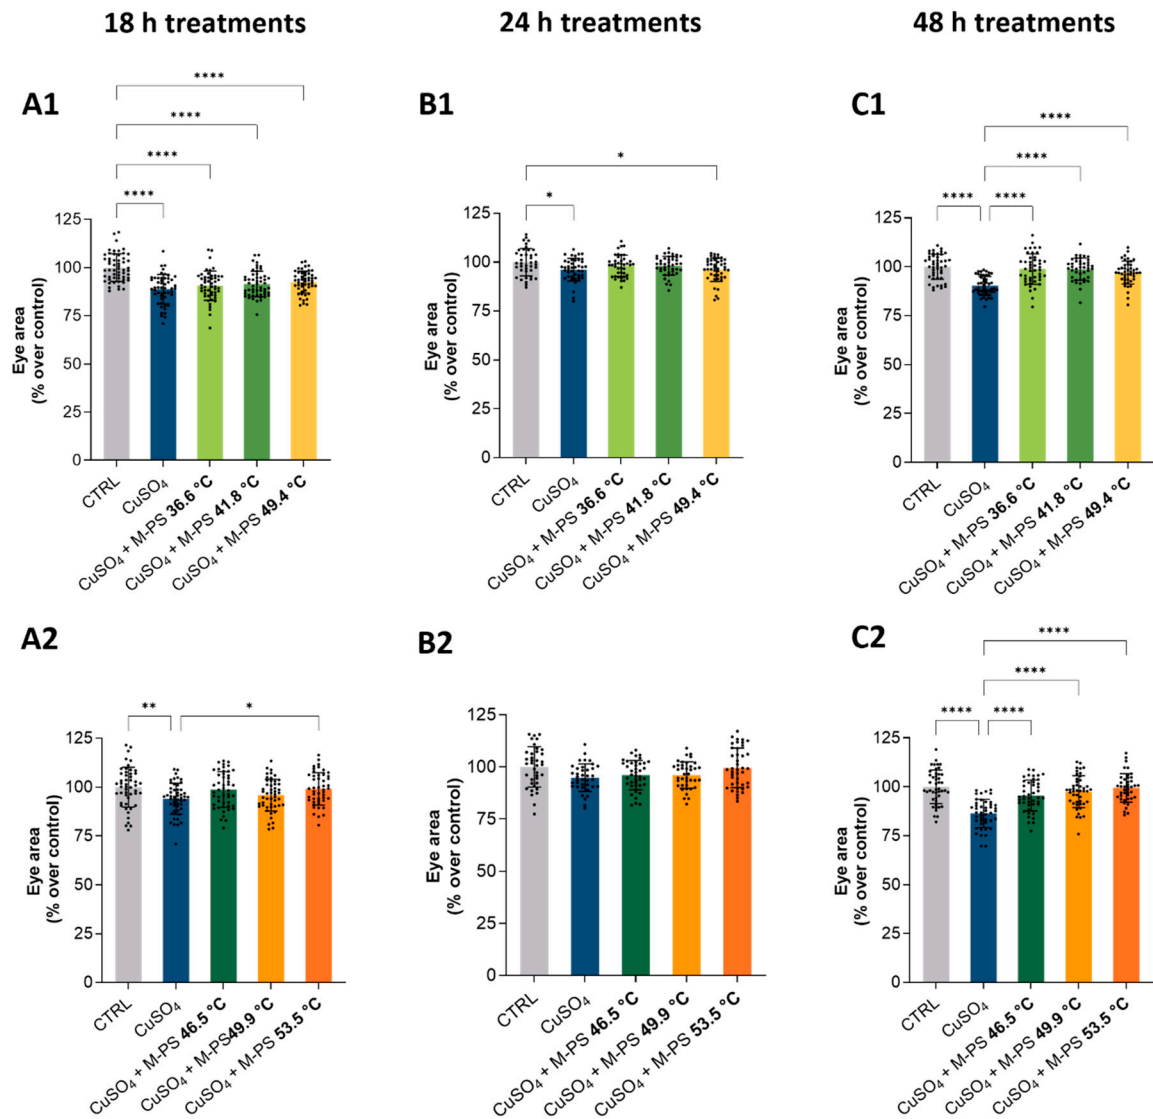 18 h treatments
24 h treatments
48 h treatments
A1
****
****
****
****
Eye area
(% over control)
125
100
75
50
25
0
CTRL
CuSO₄
CuSO₄ + M-PS 36.6 °C
CuSO₄ + M-PS 41.8 °C
CuSO₄ + M-PS 49.4 °C
B1
*
*
Eye area
(% over control)
125
100
75
50
25
0
CTRL
CuSO₄
CuSO₄ + M-PS 36.6 °C
CuSO₄ + M-PS 41.8 °C
CuSO₄ + M-PS 49.4 °C
C1
****
****
**** ****
Eye area
(% over control)
125
100
75
50
25
0
CTRL
CuSO₄
CuSO₄ + M-PS 36.6 °C
CuSO₄ + M-PS 41.8 °C
CuSO₄ + M-PS 49.4 °C
A2
** *
Eye area
(% over control)
125
100
75
50
25
0
CTRL
CuSO₄
CuSO₄ + M-PS 46.5 °C
CuSO₄ + M-PS49.9 °C
CuSO₄ + M-PS 53.5 °C
B2
Eye area
(% over control)
125
100
75
50
25
0
CTRL
CuSO₄
CuSO₄ + M-PS 46.5 °C
CuSO₄ + M-PS 49.9 °C
CuSO₄ + M-PS 53.5 °C
C2
****
****
**** ****
Eye area
(% over control)
125
100
75
50
25
0
CTRL
CuSO₄
CuSO₄ + M-PS 46.5 °C
CuSO₄ + M-PS 49.9 °C
CuSO₄ + M-PS 53.5 °C